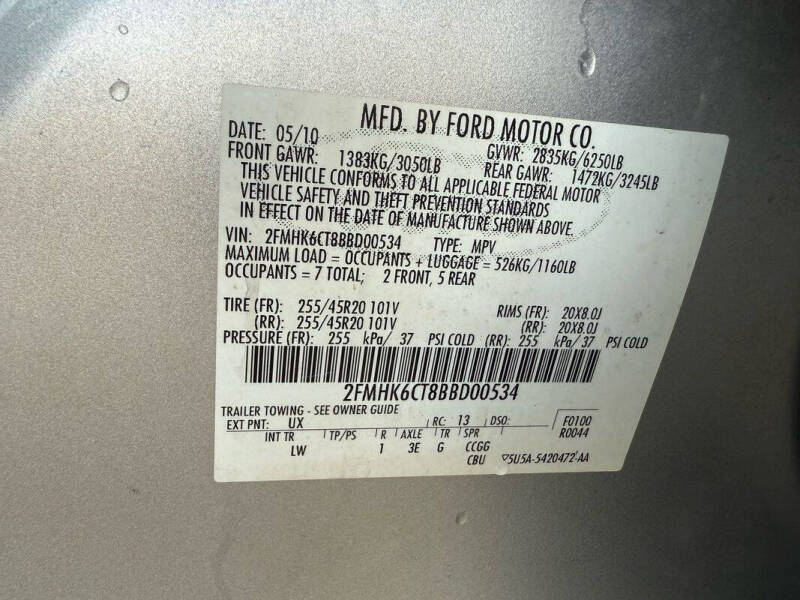 MFD. BY FORD MOTOR CO.
DATE: 05/10 GVWR: 2835KG/6250LB
FRONT GAWR: 1383KG/3050LB REAR GAWR: 1472KG/3245LB
THIS VEHICLE CONFORMS TO ALL APPLICABLE FEDERAL MOTOR
VEHICLE SAFETY AND THEFT PREVENTION STANDARDS
IN EFFECT ON THE DATE OF MANUFACTURE SHOWN ABOVE.
VIN: 2FMHK6CT8BBD00534 TYPE: MPV
MAXIMUM LOAD = OCCUPANTS + LUGGAGE = 526KG/1160LB
OCCUPANTS = 7 TOTAL; 2 FRONT, 5 REAR
TIRE (FR): 255/45R20 101V RIMS (FR): 20X8.0J
(RR): 255/45R20 101V (RR): 20X8.0J
PRESSURE (FR): 255 kPa/ 37 PSI COLD (RR): 255 kPa/ 37 PSI COLD
2FMHK6CT8BBD00534
TRAILER TOWING - SEE OWNER GUIDE
EXT PNT: UX RC: 13 DSO: F0100
INT TR TP/PS R AXLE TR SPR R0044
LW 1 3E G CCGG
CBU 5U5A-5420472-AA